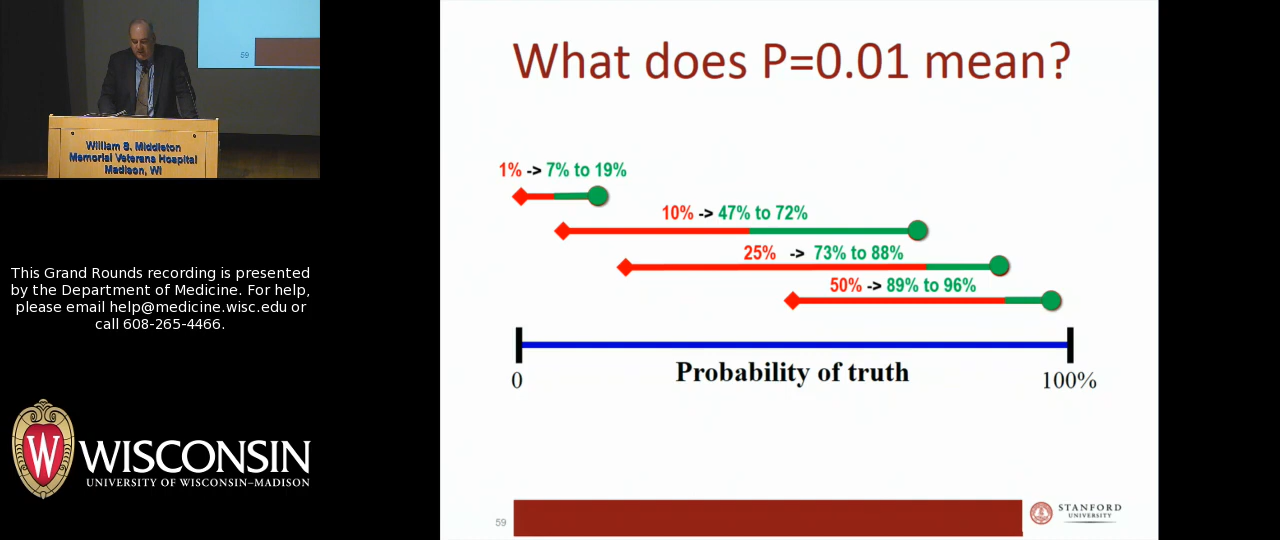 59
William S. Middleton
Memorial Veterans Hospital
Madison, WI
This Grand Rounds recording is presented
by the Department of Medicine. For help,
please email help@medicine.wisc.edu or
call 608-265-4466.
W
WISCONSIN
UNIVERSITY OF WISCONSIN–MADISON
What does P=0.01 mean?
1% -> 7% to 19%
10% -> 47% to 72%
25% -> 73% to 88%
50% -> 89% to 96%
Probability of truth
0
100%
59
STANFORD
UNIVERSITY